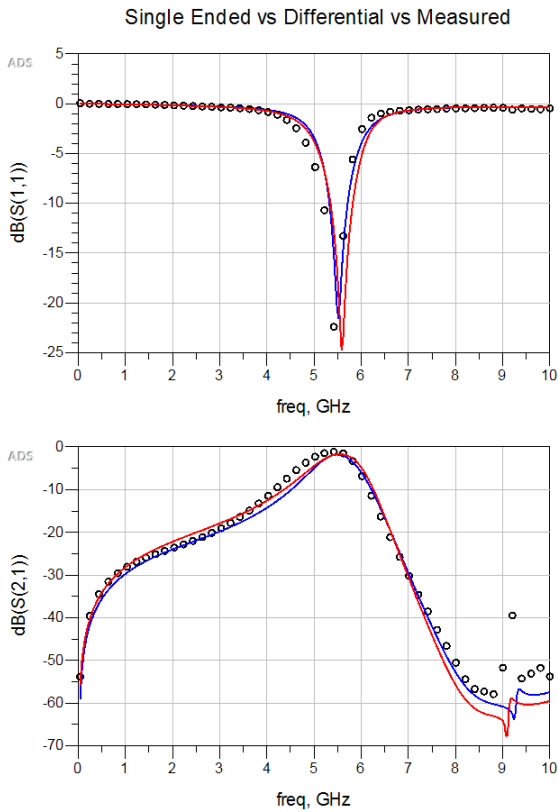 Single Ended vs Differential vs Measured
ADS
5
0
-5
-10
-15
-20
-25
dB(S(1,1))
0 1 2 3 4 5 6 7 8 9 10
freq, GHz
ADS
0
-10
-20
-30
-40
-50
-60
-70
dB(S(2,1))
0 1 2 3 4 5 6 7 8 9 10
freq, GHz